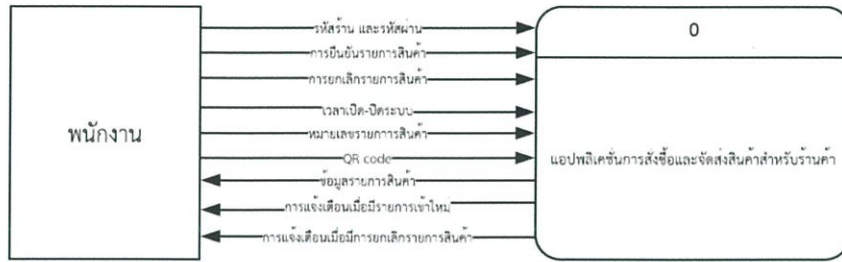 รหัสร้าน และรหัสผ่าน
0
การยืนยันรายการสินค้า
การยกเลิกรายการสินค้า
เวลาเปิด-ปิดระบบ
พนักงาน
หมายเลขรายการสินค้า
QR code
แอปพลิเคชั่นการสั่งซื้อและจัดส่งสินค้าสำหรับร้านค้า
ข้อมูลรายการสินค้า
การแจ้งเตือนเมื่อมีรายการเข้าใหม่
การแจ้งเตือนเมื่อมีการยกเลิกรายการสินค้า